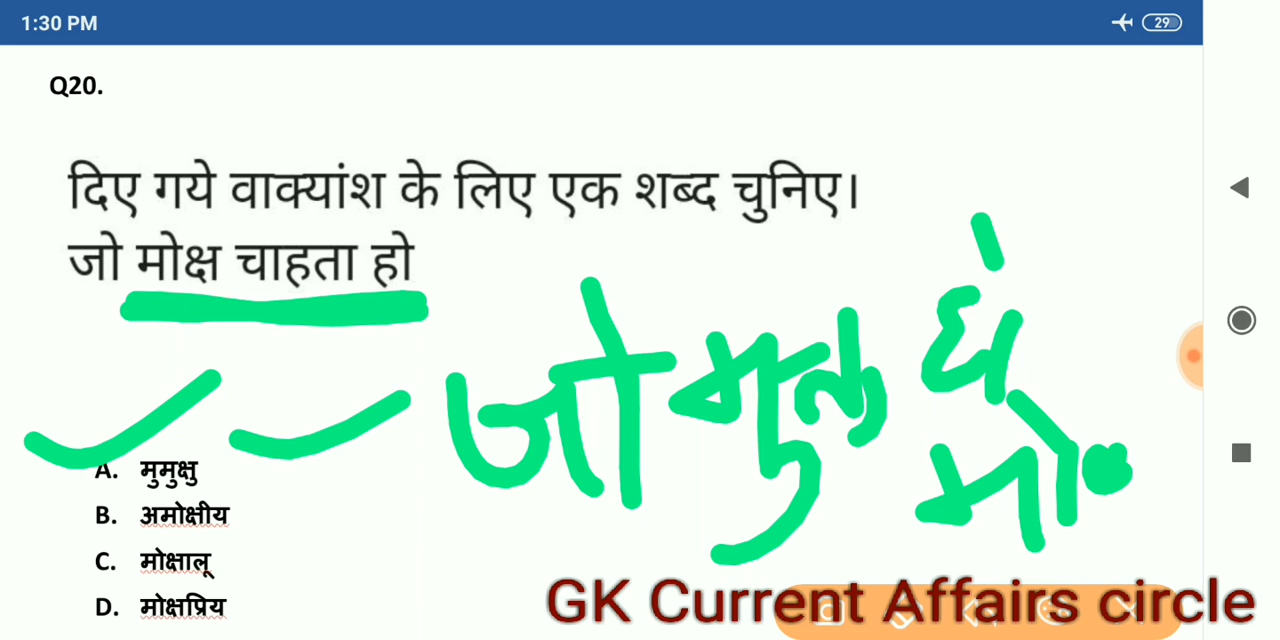 1:30 PM
29
Q20.
दिए गये वाक्यांश के लिए एक शब्द चुनिए।
जो मोक्ष चाहता हो
जो
A. मुमुक्षु
B. अमोक्षीय
C. मोक्षालू
D. मोक्षप्रिय
GK Current Affairs circle